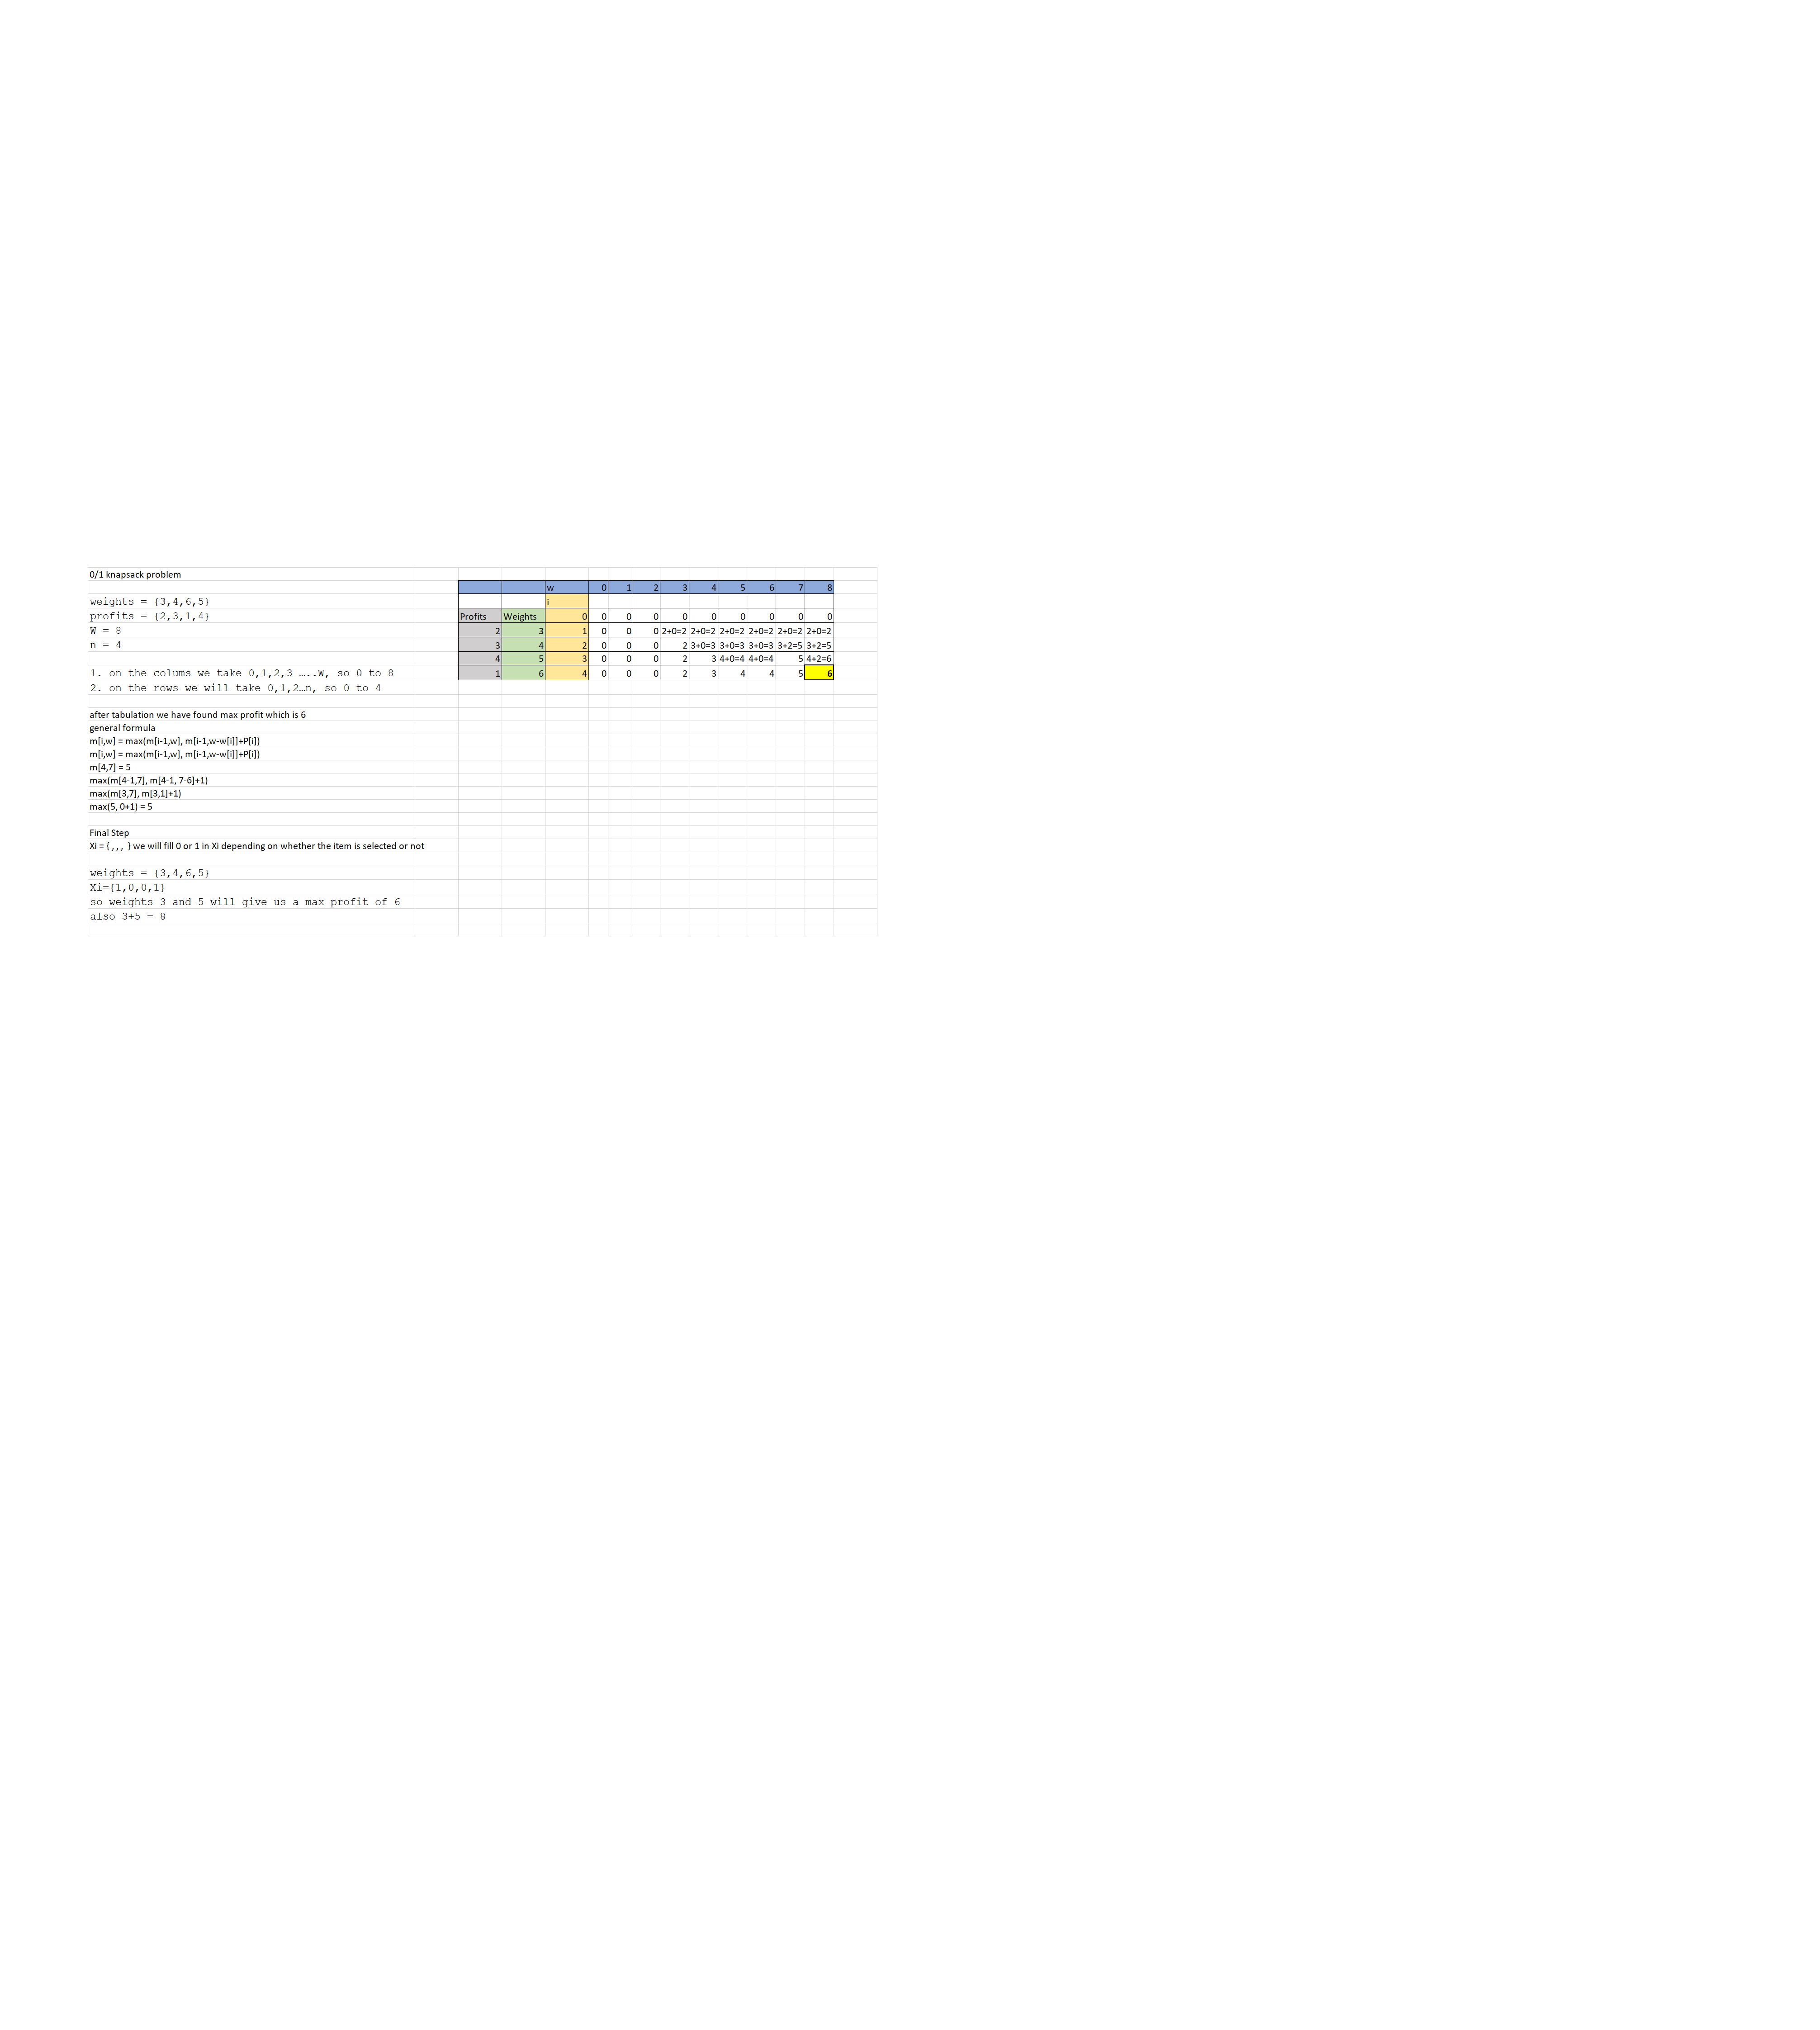 0/1 knapsack problem
w 0 1 2 3 4 5 6 7 8
weights = {3,4,6,5} i
profits = {2,3,1,4} Profits Weights 0 0 0 0 0 0 0 0 0 0
W = 8 2 3 1 0 0 0 2+0=2 2+0=2 2+0=2 2+0=2 2+0=2 2+0=2
n = 4 3 4 2 0 0 0 2 3+0=3 3+0=3 3+0=3 3+2=5 3+2=5
4 5 3 0 0 0 2 3 4+0=4 4+0=4 5 4+2=6
1. on the colums we take 0,1,2,3 …..W, so 0 to 8 1 6 4 0 0 0 2 3 4 4 5 6
2. on the rows we will take 0,1,2…n, so 0 to 4
after tabulation we have found max profit which is 6
general formula
m[i,w] = max(m[i-1,w], m[i-1,w-w[i]]+P[i])
m[i,w] = max(m[i-1,w], m[i-1,w-w[i]]+P[i])
m[4,7] = 5
max(m[4-1,7], m[4-1, 7-6]+1)
max(m[3,7], m[3,1]+1)
max(5, 0+1) = 5
Final Step
Xi = { , , , } we will fill 0 or 1 in Xi depending on whether the item is selected or not
weights = {3,4,6,5}
Xi={1,0,0,1}
so weights 3 and 5 will give us a max profit of 6
also 3+5 = 8